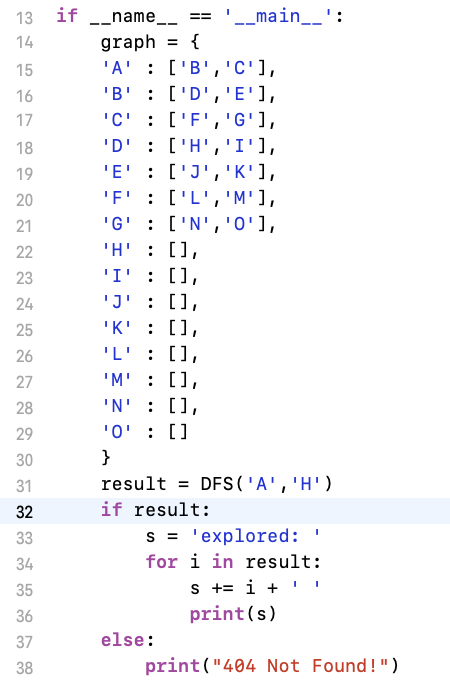 13 if __name__ == '__main__':
14     graph = {
15     'A' : ['B','C'],
16     'B' : ['D','E'],
17     'C' : ['F','G'],
18     'D' : ['H','I'],
19     'E' : ['J','K'],
20     'F' : ['L','M'],
21     'G' : ['N','O'],
22     'H' : [],
23     'I' : [],
24     'J' : [],
25     'K' : [],
26     'L' : [],
27     'M' : [],
28     'N' : [],
29     'O' : []
30     }
31     result = DFS('A','H')
32     if result:
33         s = 'explored: '
34         for i in result:
35             s += i + ' '
36             print(s)
37     else:
38         print("404 Not Found!")